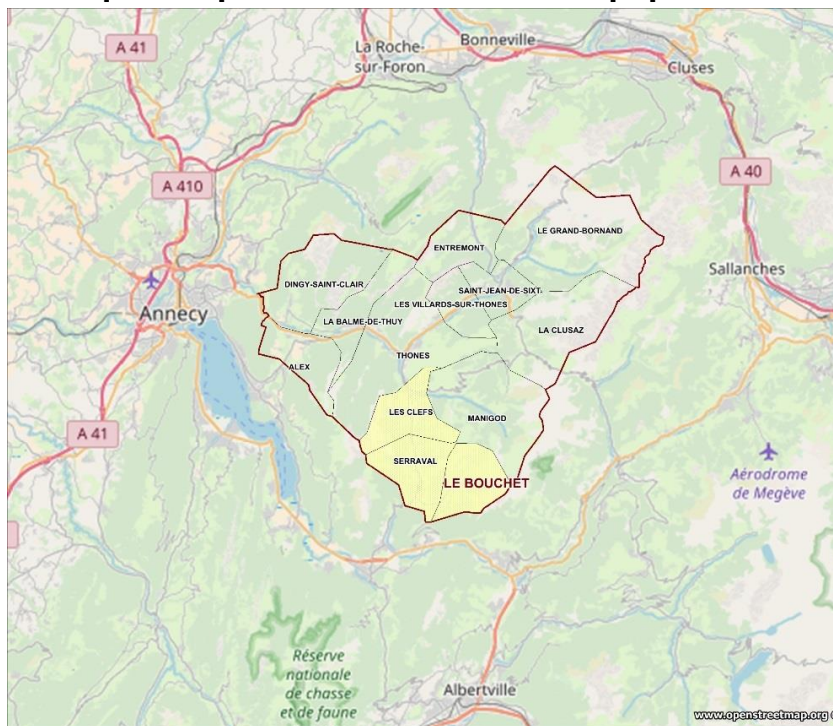 A 41
La Roche-
sur-Foron
Bonneville
Cluses
A 410
A 40
LE GRAND-BORNAND
ENTREMONT
Sallanches
DINGY-SAINT-CLAIR
SAINT-JEAN-DE-SIXT
LES VILLARDS-SUR-THONES
Annecy
LA BALME-DE-THUY
LA CLUSAZ
THONES
ALEX
LES CLEFS
MANIGOD
A 41
SERRAVAL
LE BOUCHET
Aérodrome
de Megève
Réserve
nationale
de chasse
et de faune
Albertville
www.openstreetmap.org